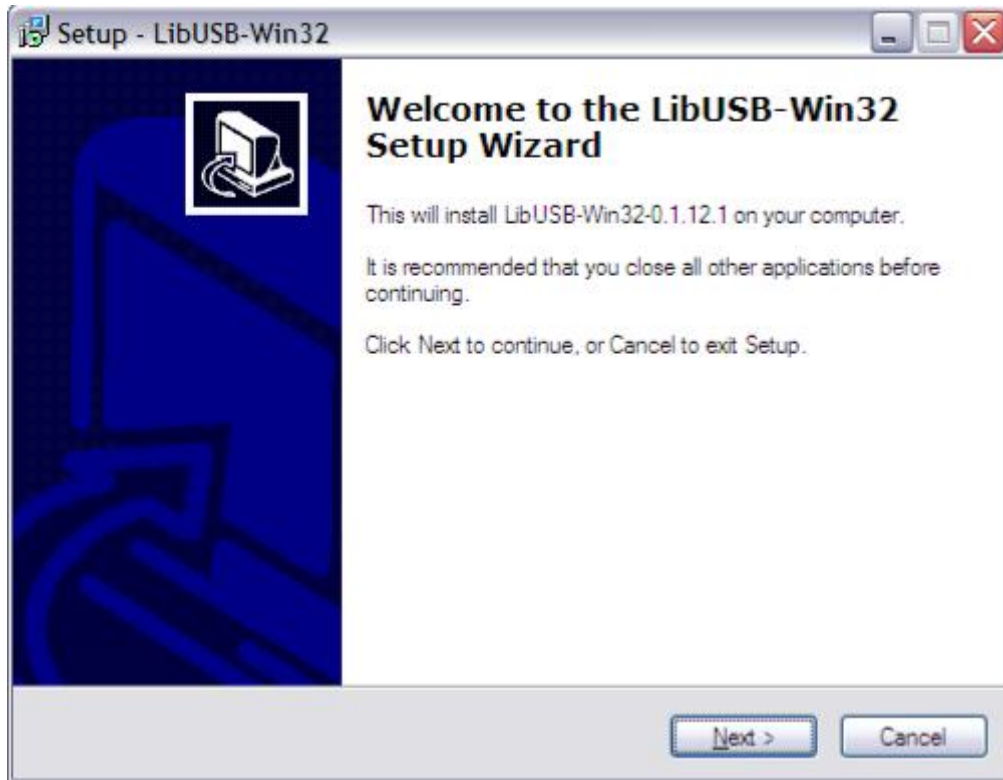 Setup - LibUSB-Win32
Welcome to the LibUSB-Win32
Setup Wizard
This will install LibUSB-Win32-0.1.12.1 on your computer.
It is recommended that you close all other applications before
continuing.
Click Next to continue, or Cancel to exit Setup.
Next >
Cancel